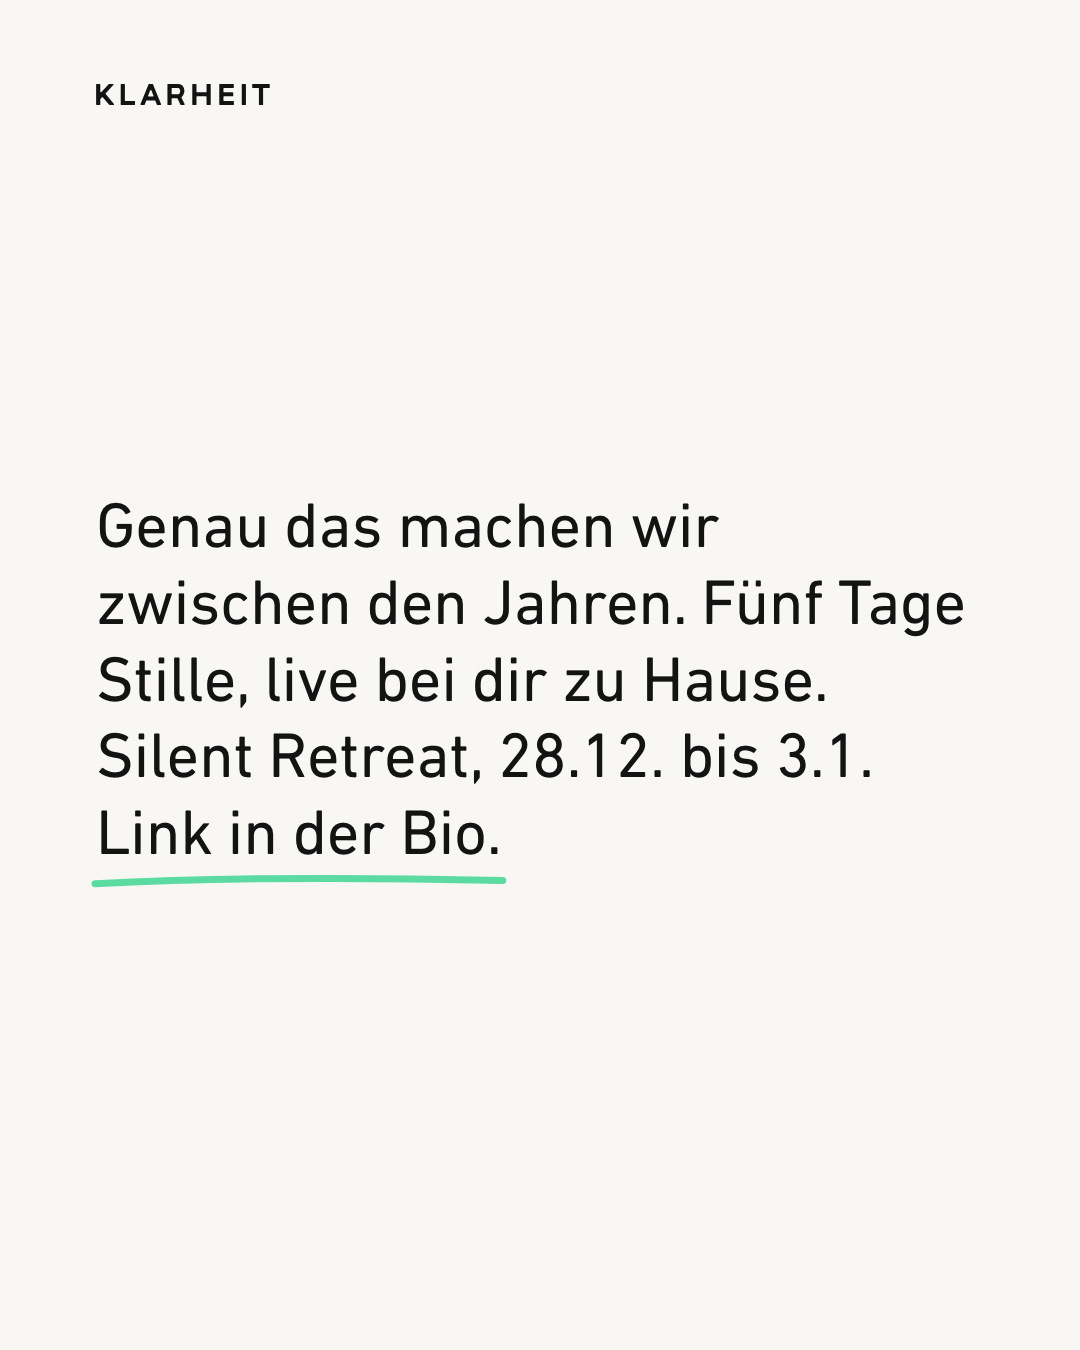 KLARHEIT
Genau das machen wir
zwischen den Jahren. Fünf Tage
Stille, live bei dir zu Hause.
Silent Retreat, 28.12. bis 3.1.
Link in der Bio.